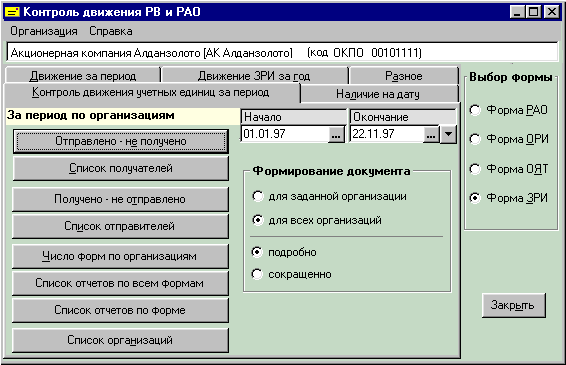 Контроль движения РВ и РАО
Организация Справка
Акционерная компания Алданзолото [АК Алданзолото] (код ОКПО 00101111)
Движение за период Движение ЗРИ за год Разное
Контроль движения учетных единиц за период Наличие на дату
Выбор формы
За период по организациям
Начало Окончание
01.01.97 ... 22.11.97 ...
Отправлено - не получено
Список получателей
Получено - не отправлено
Список отправителей
Число форм по организациям
Список отчетов по всем формам
Список отчетов по форме
Список организаций
Формирование документа
для заданной организации
для всех организаций
подробно
сокращенно
Форма РАО
Форма ОРИ
Форма ОЯТ
Форма ЗРИ
Закрыть